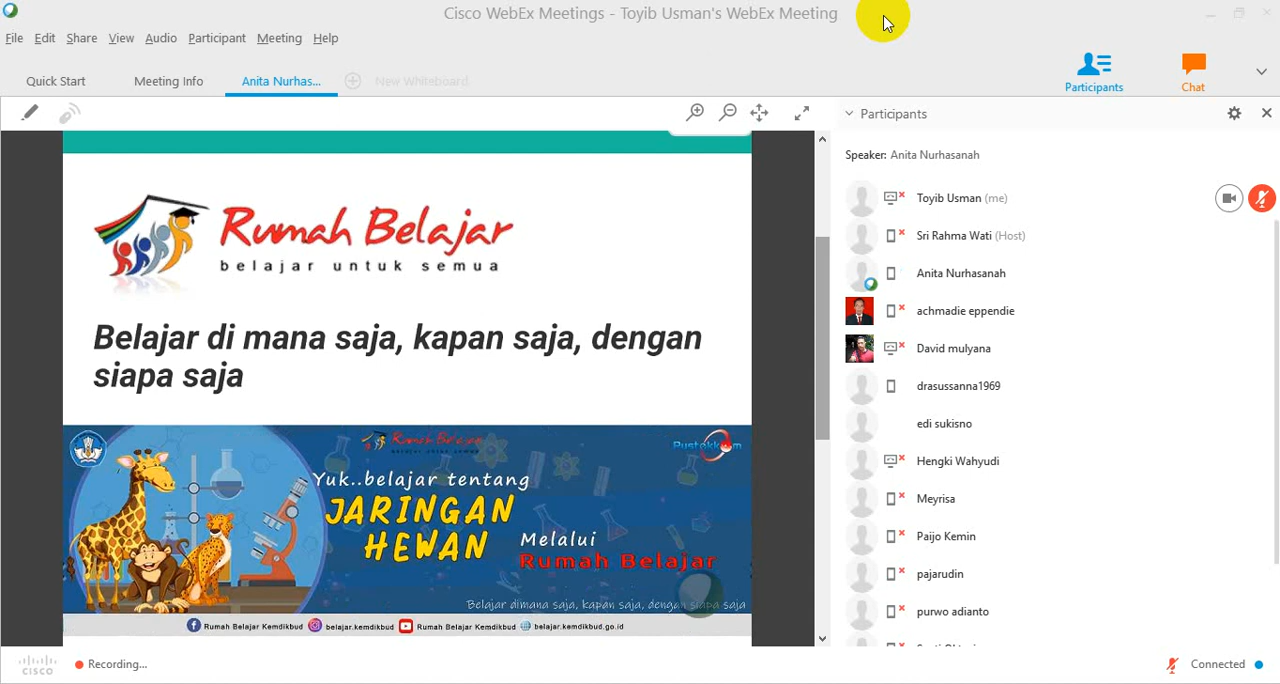 Cisco WebEx Meetings - Toyib Usman's WebEx Meeting
File Edit Share View Audio Participant Meeting Help
Quick Start Meeting Info Anita Nurhas... New Whiteboard
Participants Chat
Participants
Speaker: Anita Nurhasanah
Toyib Usman (me)
Sri Rahma Wati (Host)
Anita Nurhasanah
achmadie eppendie
David mulyana
drasussanna1969
edi sukisno
Hengki Wahyudi
Meyrisa
Paijo Kemin
pajarudin
purwo adianto
Rumah Belajar
belajar untuk semua
Belajar di mana saja, kapan saja, dengan
siapa saja
Rumah Belajar
Pustekkom
Yuk..belajar tentang
JARINGAN
HEWAN
Melalui
Rumah Belajar
Belajar dimana saja, kapan saja, dengan siapa saja
Rumah Belajar Kemdikbud belajar.kemdikbud Rumah Belajar Kemdikbud belajar.kemdikbud.go.id
cisco Recording... Connected